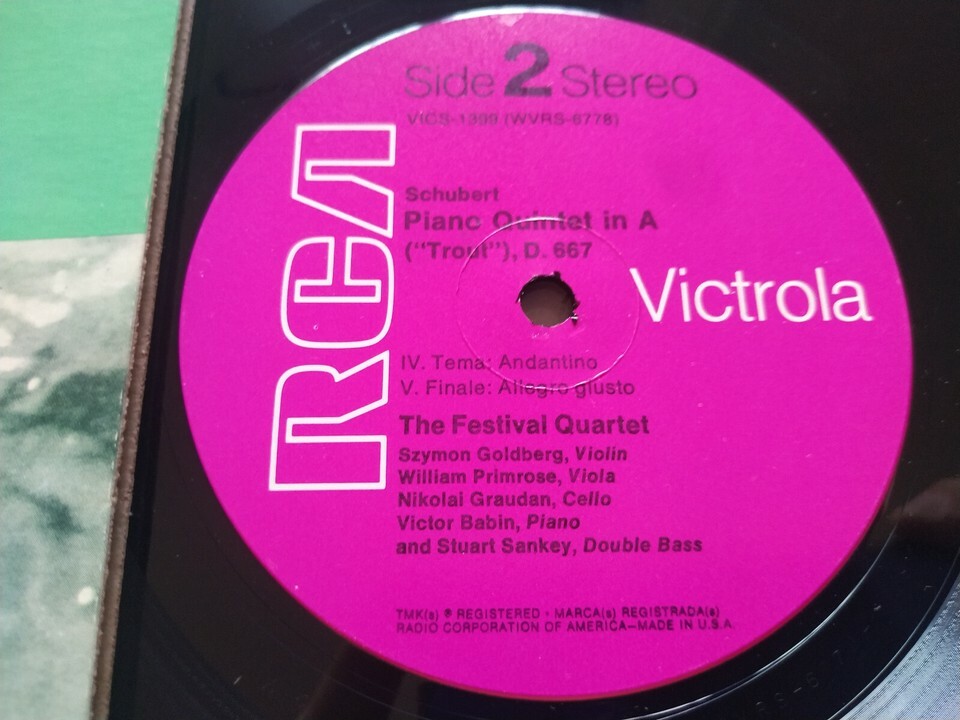 Side 2 Stereo
VICS-1399 (WVRS-6778)
RCA
Schubert
Piano Quintet in A
("Trout"), D. 667
Victrola
IV. Tema: Andantino
V. Finale: Allegro giusto
The Festival Quartet
Szymon Goldberg, Violin
William Primrose, Viola
Nikolai Graudan, Cello
Victor Babin, Piano
and Stuart Sankey, Double Bass
TMK(s) ® REGISTERED • MARCA(s) REGISTRADA(s)
RADIO CORPORATION OF AMERICA—MADE IN U.S.A.